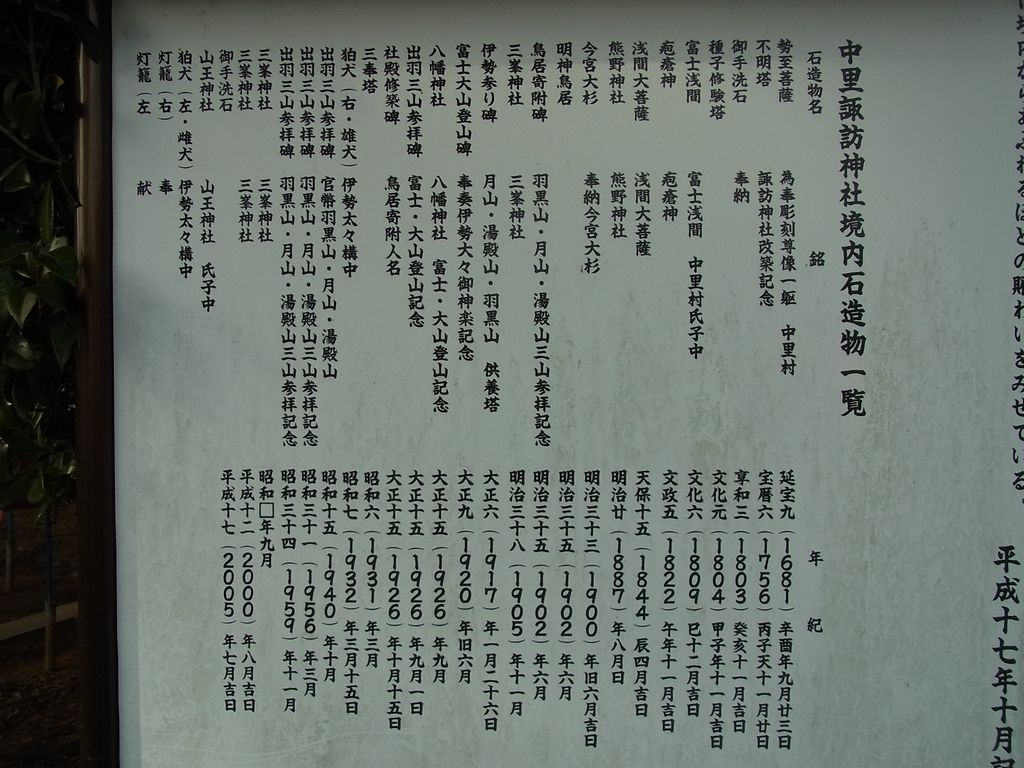 平成十七年十月記
中里諏訪神社境内石造物一覧
石造物名 銘 年紀
勢至菩薩 為奉彫刻尊像一躯 中里村 延宝九(1681)辛酉年九月廿三日
不明塔 諏訪神社改築記念 宝暦六(1756)丙子天十一月廿日
御手洗石 奉納 享和三(1803)癸亥十一月吉日
種子修験塔 文化元(1804)甲子年十一月吉日
富士浅間 富士浅間 中里村氏子中 文化六(1809)巳十二月吉日
疱瘡神 疱瘡神 文政五(1822)午年十一月吉日
浅間大菩薩 浅間大菩薩 天保十五(1844)辰四月吉日
熊野神社 熊野神社 明治廿(1887)年八月日
今宮大杉 奉納今宮大杉 明治三十三(1900)年旧六月吉日
明神鳥居 明治三十五(1902)年六月
鳥居寄附碑 羽黒山・月山・湯殿山三山参拝記念 明治三十五(1902)年六月
三峯神社 三峯神社 明治三十八(1905)年十一月
伊勢参り碑 月山・湯殿山・羽黒山 供養塔 大正六(1917)年一月二十六日
富士大山登山碑 奉奏伊勢大々御神楽記念 大正九(1920)年旧六月
八幡神社 八幡神社 富士・大山登山記念 大正十五(1926)年九月
出羽三山参拝碑 富士・大山登山記念 大正十五(1926)年九月一日
社殿修築碑 鳥居寄附人名 大正十五(1926)年十月十五日
三奉塔 昭和六(1931)年三月
狛犬(右・雄犬) 伊勢太々構中 昭和七(1932)年三月十五日
出羽三山参拝碑 官幣羽黒山・月山・湯殿山 昭和十五(1940)年十月
出羽三山参拝碑 羽黒山・月山・湯殿山三山参拝記念 昭和三十一(1956)年三月
出羽三山参拝碑 羽黒山・月山・湯殿山三山参拝記念 昭和三十四(1959)年十一月
三峯神社 三峯神社 昭和□年九月
三峯神社 三峯神社 平成十二(2000)年八月吉日
御手洗石 平成十七(2005)年七月吉日
山王神社 山王神社 氏子中
狛犬(左・雌犬) 伊勢太々構中
灯籠(右) 奉
灯籠(左 献